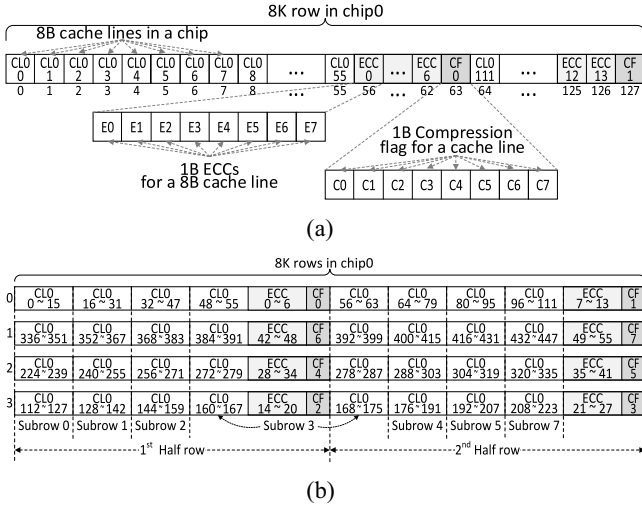 8K row in chip0
8B cache lines in a chip
CL0 CL0 CL0 CL0 CL0 CL0 CL0 CL0 CL0 ... CL0 ECC ... ECC CF CL0 ... ECC ECC CF
0 1 2 3 4 5 6 7 8 55 0 6 0 111 12 13 1
0 1 2 3 4 5 6 7 8 ... 55 56 62 63 64 ... 125 126 127
E0 E1 E2 E3 E4 E5 E6 E7
1B ECCs
for a 8B cache line
1B Compression
flag for a cache line
C0 C1 C2 C3 C4 C5 C6 C7
(a)
8K rows in chip0
0 CL0 CL0 CL0 CL0 ECC CF CL0 CL0 CL0 CL0 ECC CF
0 ~ 15 16 ~ 31 32 ~ 47 48 ~ 55 0 ~ 6 0 56 ~ 63 64 ~ 79 80 ~ 95 96 ~ 111 7 ~ 13 1
1 CL0 CL0 CL0 CL0 ECC CF CL0 CL0 CL0 CL0 ECC CF
336~351 352~367 368~383 384~391 42 ~ 48 6 392~399 400~415 416~431 432~447 49 ~ 55 7
2 CL0 CL0 CL0 CL0 ECC CF CL0 CL0 CL0 CL0 ECC CF
224~239 240~255 256~271 272~279 28 ~ 34 4 278~287 288~303 304~319 320~335 35 ~ 41 5
3 CL0 CL0 CL0 CL0 ECC CF CL0 CL0 CL0 CL0 ECC CF
112~127 128~142 144~159 160~167 14 ~ 20 2 168~175 176~191 192~207 208~223 21 ~ 27 3
Subrow 0 Subrow 1 Subrow 2 Subrow 3 Subrow 4 Subrow 5 Subrow 7
1st Half row 2nd Half row
(b)